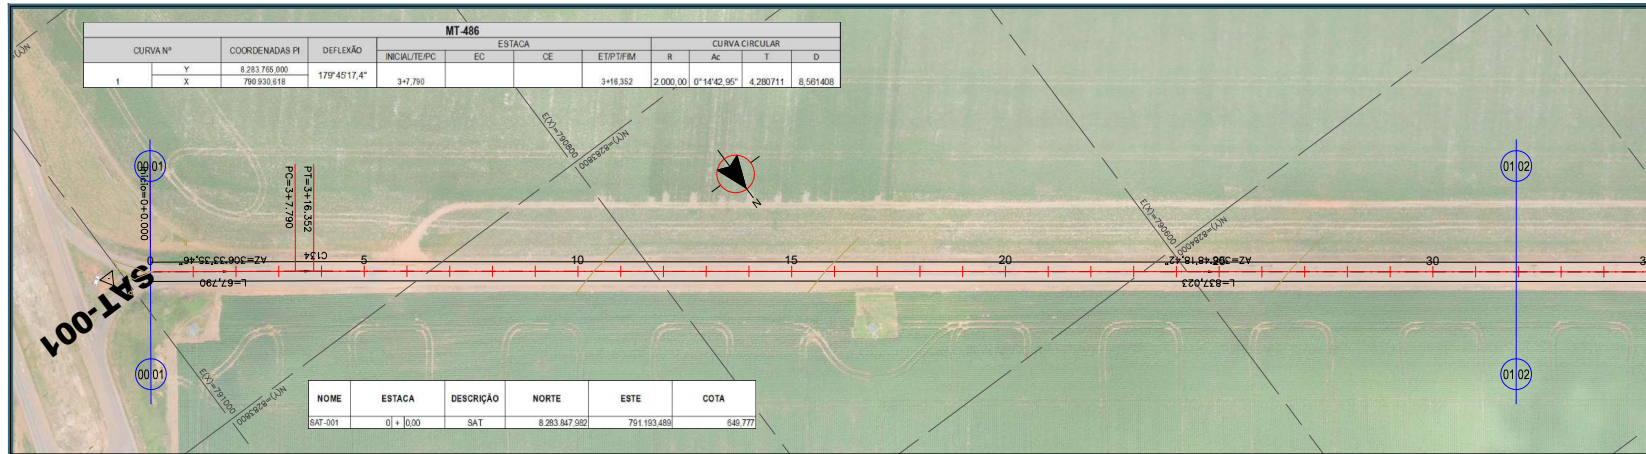 MT-486
CURVA Nº COORDENADAS PI DEFLEXÃO ESTACA CURVA CIRCULAR
INICIAL/TE/PC EC CE ET/PT/FIM R Ac T D
1 Y 8.283.765,000 179°45'17,4" 3+7,790 3+16,352 2.000,00 0°14'42,95" 4,280711 8,561408
X 790.930,618
E(X)=790800
N(Y)=8283800
00 01
Início=0+0.0000
PC=3+7.790
PT=3+16.352
N
01 02
E(X)=790600
N(Y)=8284000
0 5 10 15 20 25 30
AZ=306°33'35,46"
C134
L=67,790
L=837,023
SAT-001
00 01
01 02
E(X)=791000
N(Y)=8283800
NOME ESTACA DESCRIÇÃO NORTE ESTE COTA
SAT-001 0 + 0,00 SAT 8.283.847,982 791.193,489 649,777